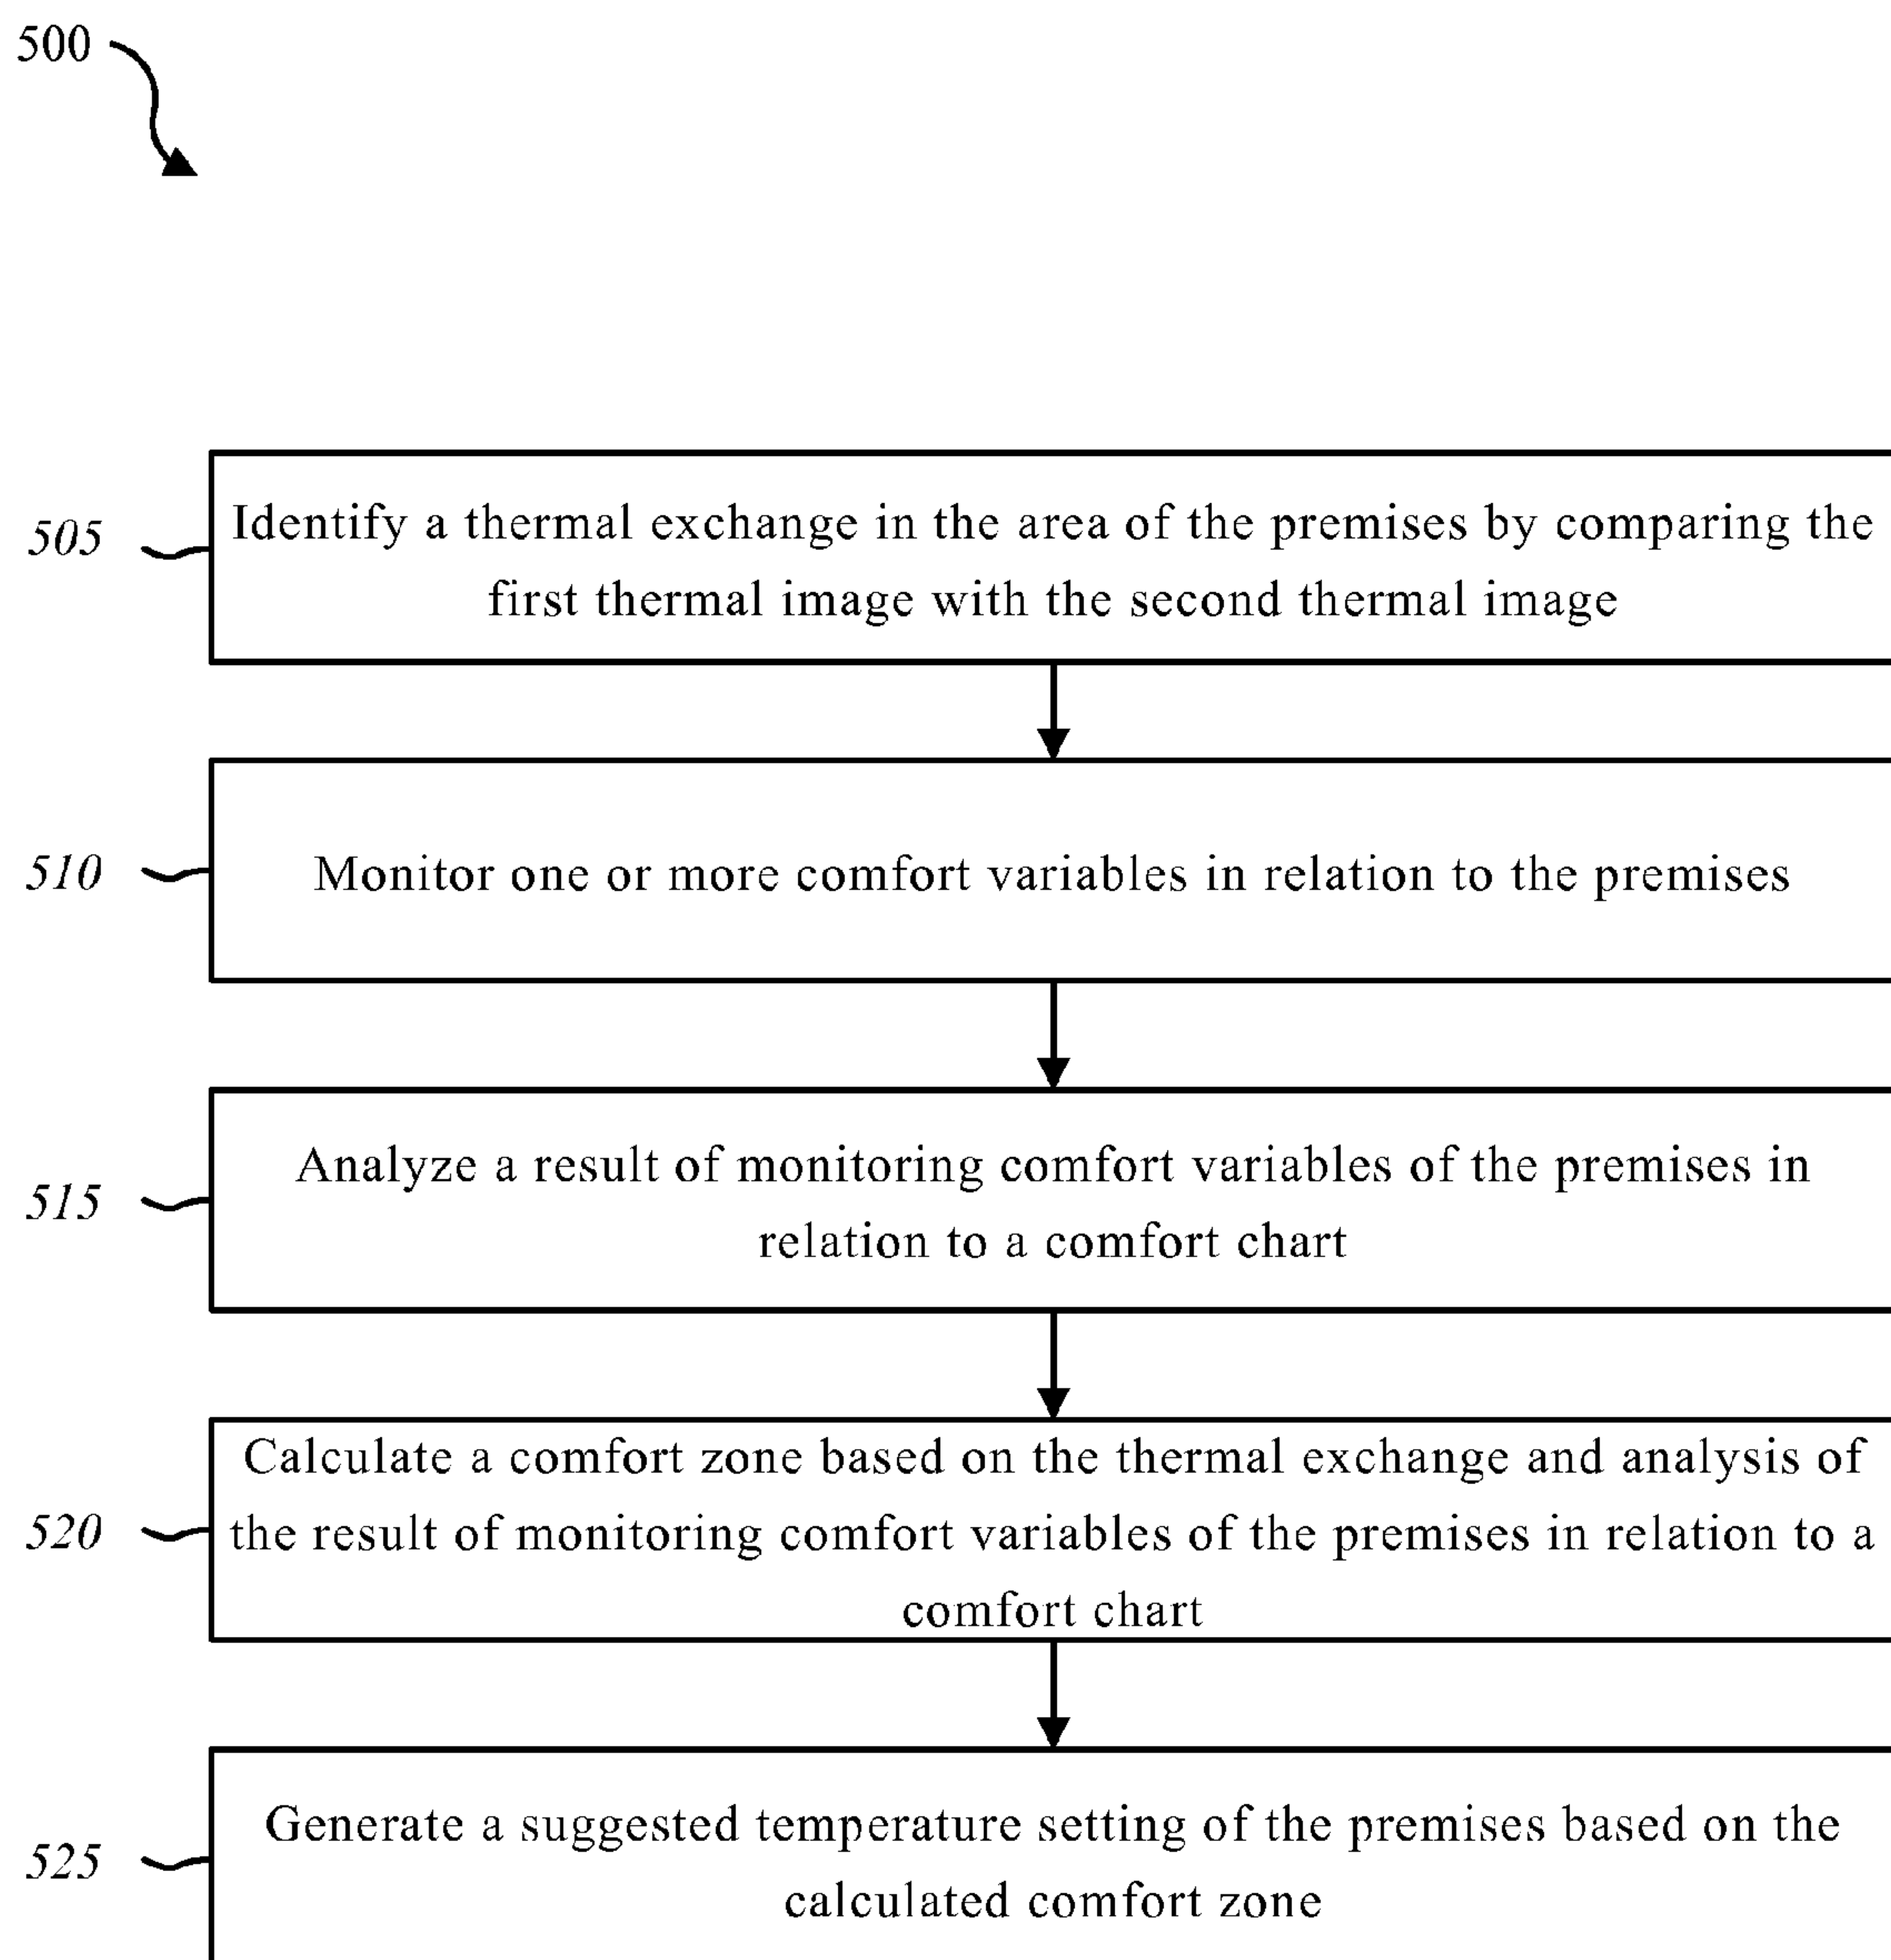 500
505
Identify a thermal exchange in the area of the premises by comparing the
first thermal image with the second thermal image
510
Monitor one or more comfort variables in relation to the premises
515
Analyze a result of monitoring comfort variables of the premises in
relation to a comfort chart
520
Calculate a comfort zone based on the thermal exchange and analysis of
the result of monitoring comfort variables of the premises in relation to a
comfort chart
525
Generate a suggested temperature setting of the premises based on the
calculated comfort zone